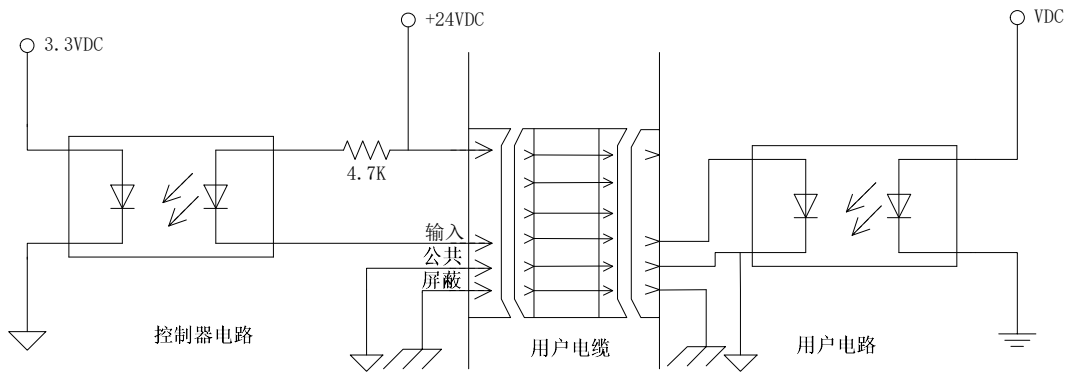 +24VDC
VDC
3.3VDC
4.7K
输入
公共
屏蔽
控制器电路
用户电缆
用户电路